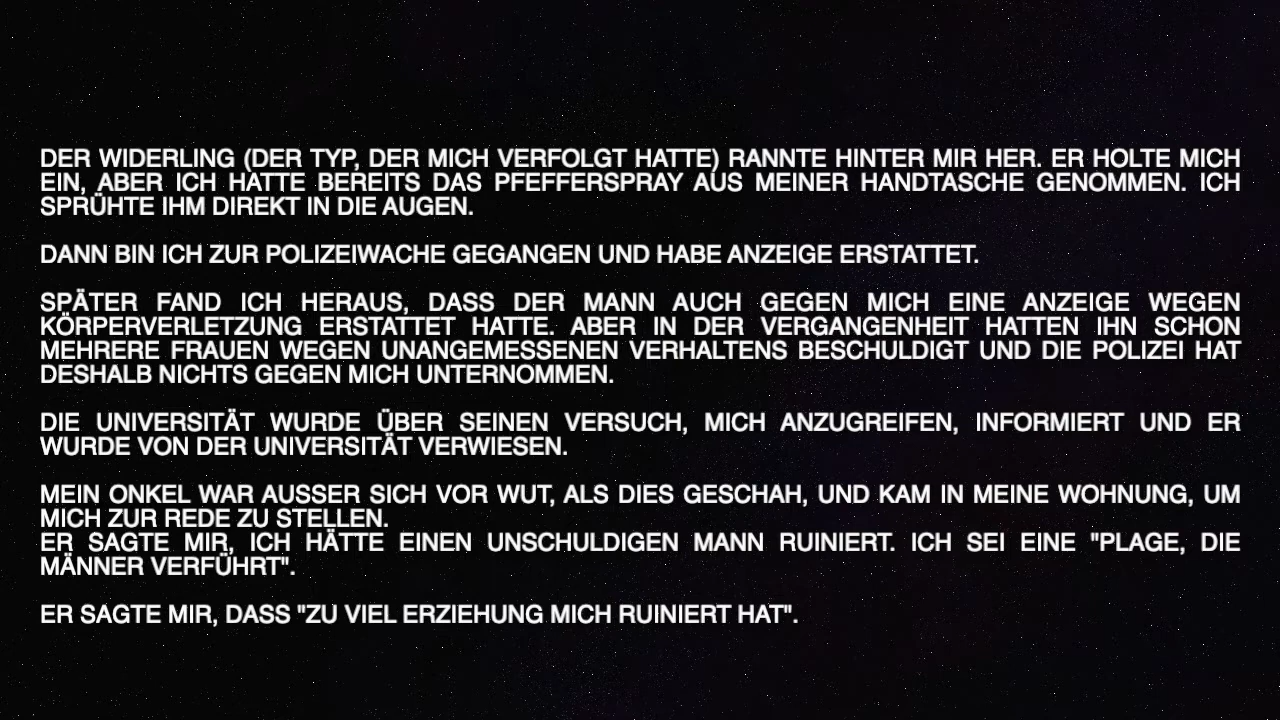 DER WIDERLING (DER TYP, DER MICH VERFOLGT HATTE) RANNTE HINTER MIR HER. ER HOLTE MICH
EIN, ABER ICH HATTE BEREITS DAS PFEFFERSPRAY AUS MEINER HANDTASCHE GENOMMEN. ICH
SPRÜHTE IHM DIREKT IN DIE AUGEN.
DANN BIN ICH ZUR POLIZEIWACHE GEGANGEN UND HABE ANZEIGE ERSTATTET.
SPÄTER FAND ICH HERAUS, DASS DER MANN AUCH GEGEN MICH EINE ANZEIGE WEGEN
KÖRPERVERLETZUNG ERSTATTET HATTE. ABER IN DER VERGANGENHEIT HATTEN IHN SCHON
MEHRERE FRAUEN WEGEN UNANGEMESSENEN VERHALTENS BESCHULDIGT UND DIE POLIZEI HAT
DESHALB NICHTS GEGEN MICH UNTERNOMMEN.
DIE UNIVERSITÄT WURDE ÜBER SEINEN VERSUCH, MICH ANZUGREIFEN, INFORMIERT UND ER
WURDE VON DER UNIVERSITÄT VERWIESEN.
MEIN ONKEL WAR AUSSER SICH VOR WUT, ALS DIES GESCHAH, UND KAM IN MEINE WOHNUNG, UM
MICH ZUR REDE ZU STELLEN.
ER SAGTE MIR, ICH HÄTTE EINEN UNSCHULDIGEN MANN RUINIERT. ICH SEI EINE "PLAGE, DIE
MÄNNER VERFÜHRT".
ER SAGTE MIR, DASS "ZU VIEL ERZIEHUNG MICH RUINIERT HAT".